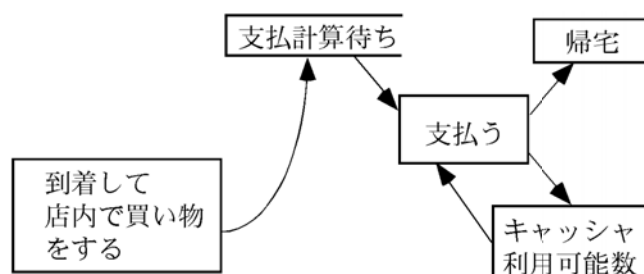 支払計算待ち
帰宅
支払う
到着して
店内で買い物
をする
キャッシャ
利用可能数